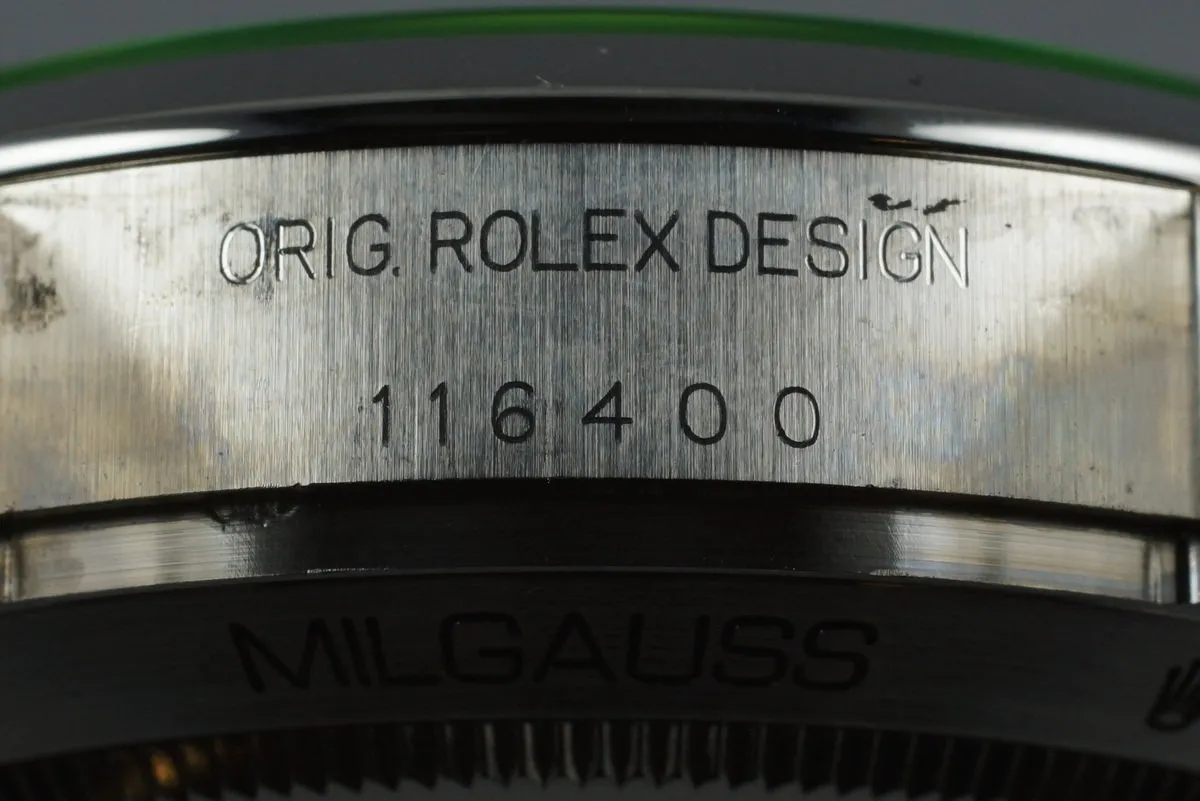 ORIG. ROLEX DESIGN
116400
MILGAUSS